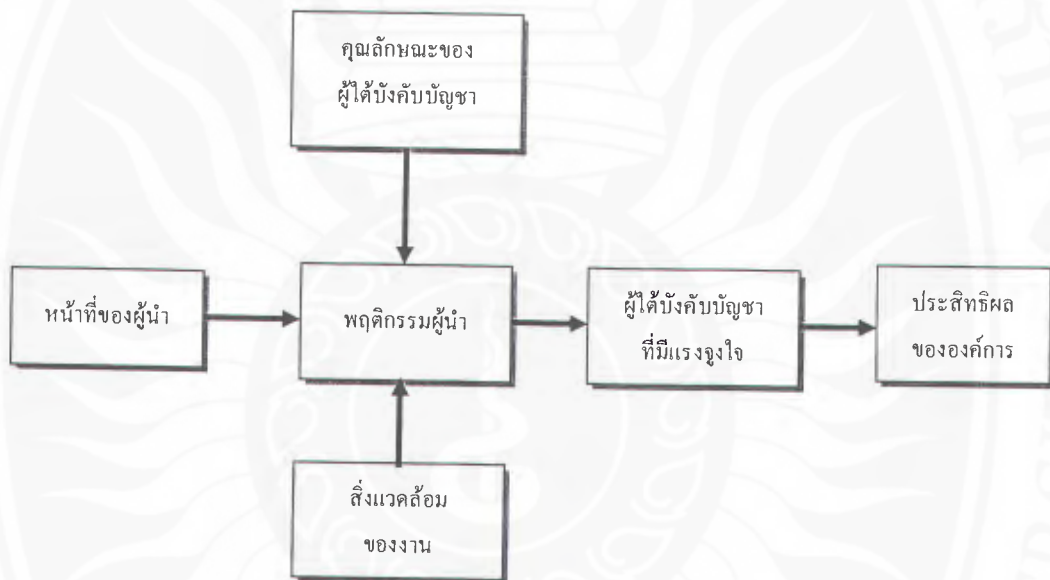 คุณลักษณะของ
ผู้ใต้บังคับบัญชา
หน้าที่ของผู้นำ
พฤติกรรมผู้นำ
ผู้ใต้บังคับบัญชา
ที่มีแรงจูงใจ
ประสิทธิผล
ขององค์การ
สิ่งแวดล้อม
ของงาน